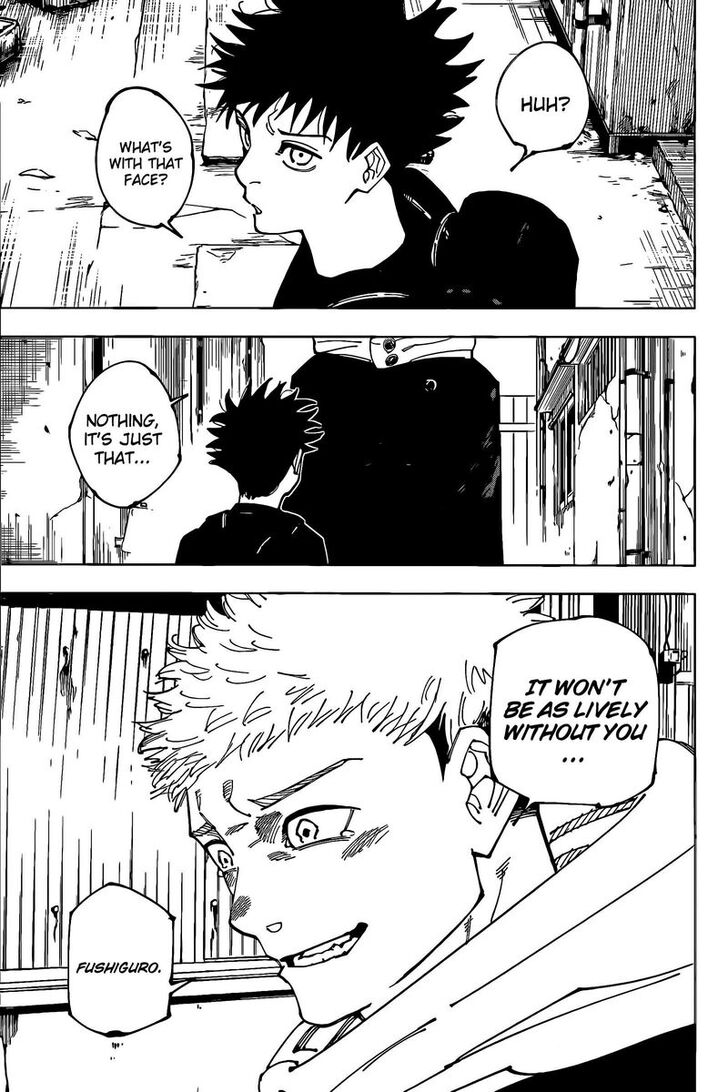 HUH?
WHAT'S
WITH THAT
FACE?
NOTHING,
IT'S JUST
THAT...
IT WON'T
BE AS LIVELY
WITHOUT YOU
...
FUSHIGURO.